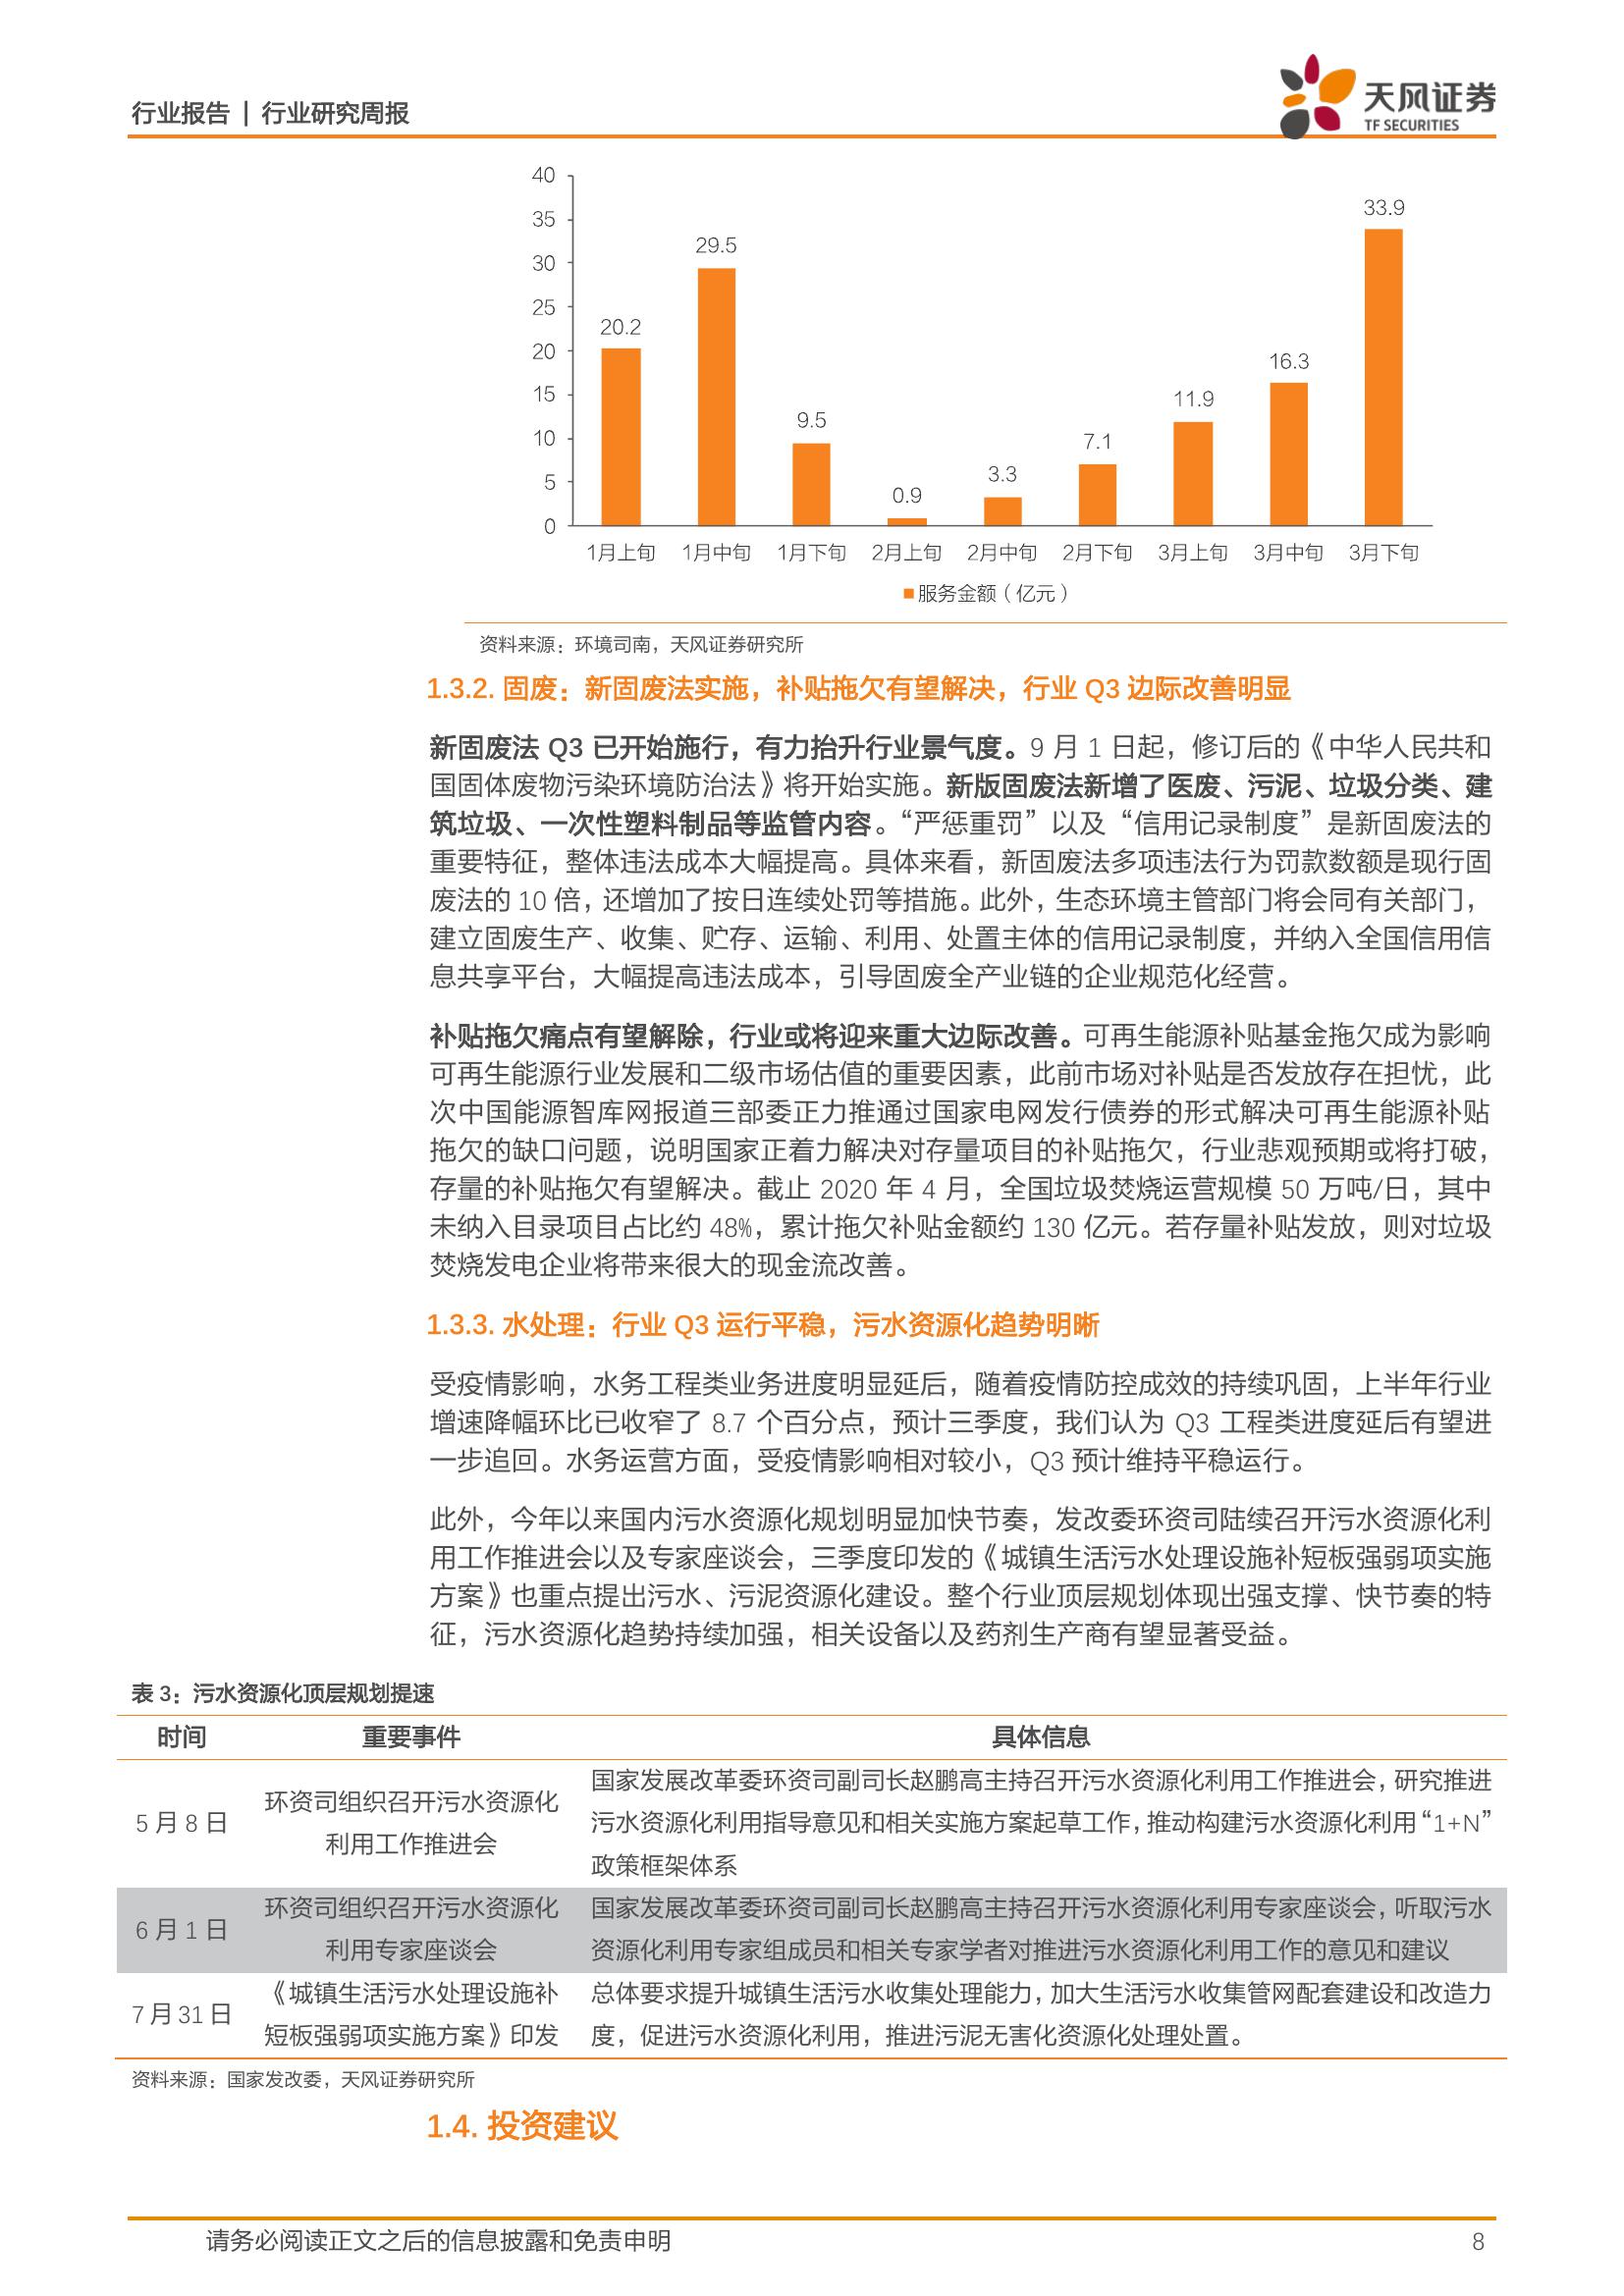 行业报告 | 行业研究周报
天风证券
TF SECURITIES
40
35
30
25
20
15
10
5
0
20.2
29.5
9.5
0.9
3.3
7.1
11.9
16.3
33.9
1月上旬 1月中旬 1月下旬 2月上旬 2月中旬 2月下旬 3月上旬 3月中旬 3月下旬
服务金额（亿元）
资料来源：环境司南，天风证券研究所
1.3.2. 固废：新固废法实施，补贴拖欠有望解决，行业 Q3 边际改善明显
新固废法 Q3 已开始施行，有力抬升行业景气度。9 月 1 日起，修订后的《中华人民共和
国固体废物污染环境防治法》将开始实施。新版固废法新增了医废、污泥、垃圾分类、建
筑垃圾、一次性塑料制品等监管内容。“严惩重罚”以及“信用记录制度”是新固废法的
重要特征，整体违法成本大幅提高。具体来看，新固废法多项违法行为罚款数额是现行固
废法的 10 倍，还增加了按日连续处罚等措施。此外，生态环境主管部门将会同有关部门，
建立固废生产、收集、贮存、运输、利用、处置主体的信用记录制度，并纳入全国信用信
息共享平台，大幅提高违法成本，引导固废全产业链的企业规范化经营。
补贴拖欠痛点有望解除，行业或将迎来重大边际改善。可再生能源补贴基金拖欠成为影响
可再生能源行业发展和二级市场估值的重要因素，此前市场对补贴是否发放存在担忧，此
次中国能源智库网报道三部委正力推通过国家电网发行债券的形式解决可再生能源补贴
拖欠的缺口问题，说明国家正着力解决对存量项目的补贴拖欠，行业悲观预期或将打破，
存量的补贴拖欠有望解决。截止 2020 年 4 月，全国垃圾焚烧运营规模 50 万吨/日，其中
未纳入目录项目占比约 48%，累计拖欠补贴金额约 130 亿元。若存量补贴发放，则对垃圾
焚烧发电企业将带来很大的现金流改善。
1.3.3. 水处理：行业 Q3 运行平稳，污水资源化趋势明晰
受疫情影响，水务工程类业务进度明显延后，随着疫情防控成效的持续巩固，上半年行业
增速降幅环比已收窄了 8.7 个百分点，预计三季度，我们认为 Q3 工程类进度延后有望进
一步追回。水务运营方面，受疫情影响相对较小，Q3 预计维持平稳运行。
此外，今年以来国内污水资源化规划明显加快节奏，发改委环资司陆续召开污水资源化利
用工作推进会以及专家座谈会，三季度印发的《城镇生活污水处理设施补短板强弱项实施
方案》也重点提出污水、污泥资源化建设。整个行业顶层规划体现出强支撑、快节奏的特
征，污水资源化趋势持续加强，相关设备以及药剂生产商有望显著受益。
表 3：污水资源化顶层规划提速
时间 重要事件 具体信息
5 月 8 日
环资司组织召开污水资源化
利用工作推进会
国家发展改革委环资司副司长赵鹏高主持召开污水资源化利用工作推进会，研究推进
污水资源化利用指导意见和相关实施方案起草工作，推动构建污水资源化利用“1+N”
政策框架体系
6 月 1 日
环资司组织召开污水资源化
利用专家座谈会
国家发展改革委环资司副司长赵鹏高主持召开污水资源化利用专家座谈会，听取污水
资源化利用专家组成员和相关专家学者对推进污水资源化利用工作的意见和建议
7 月 31 日
《城镇生活污水处理设施补
短板强弱项实施方案》印发
总体要求提升城镇生活污水收集处理能力，加大生活污水收集管网配套建设和改造力
度，促进污水资源化利用，推进污泥无害化资源化处理处置。
资料来源：国家发改委，天风证券研究所
1.4. 投资建议
请务必阅读正文之后的信息披露和免责申明
8